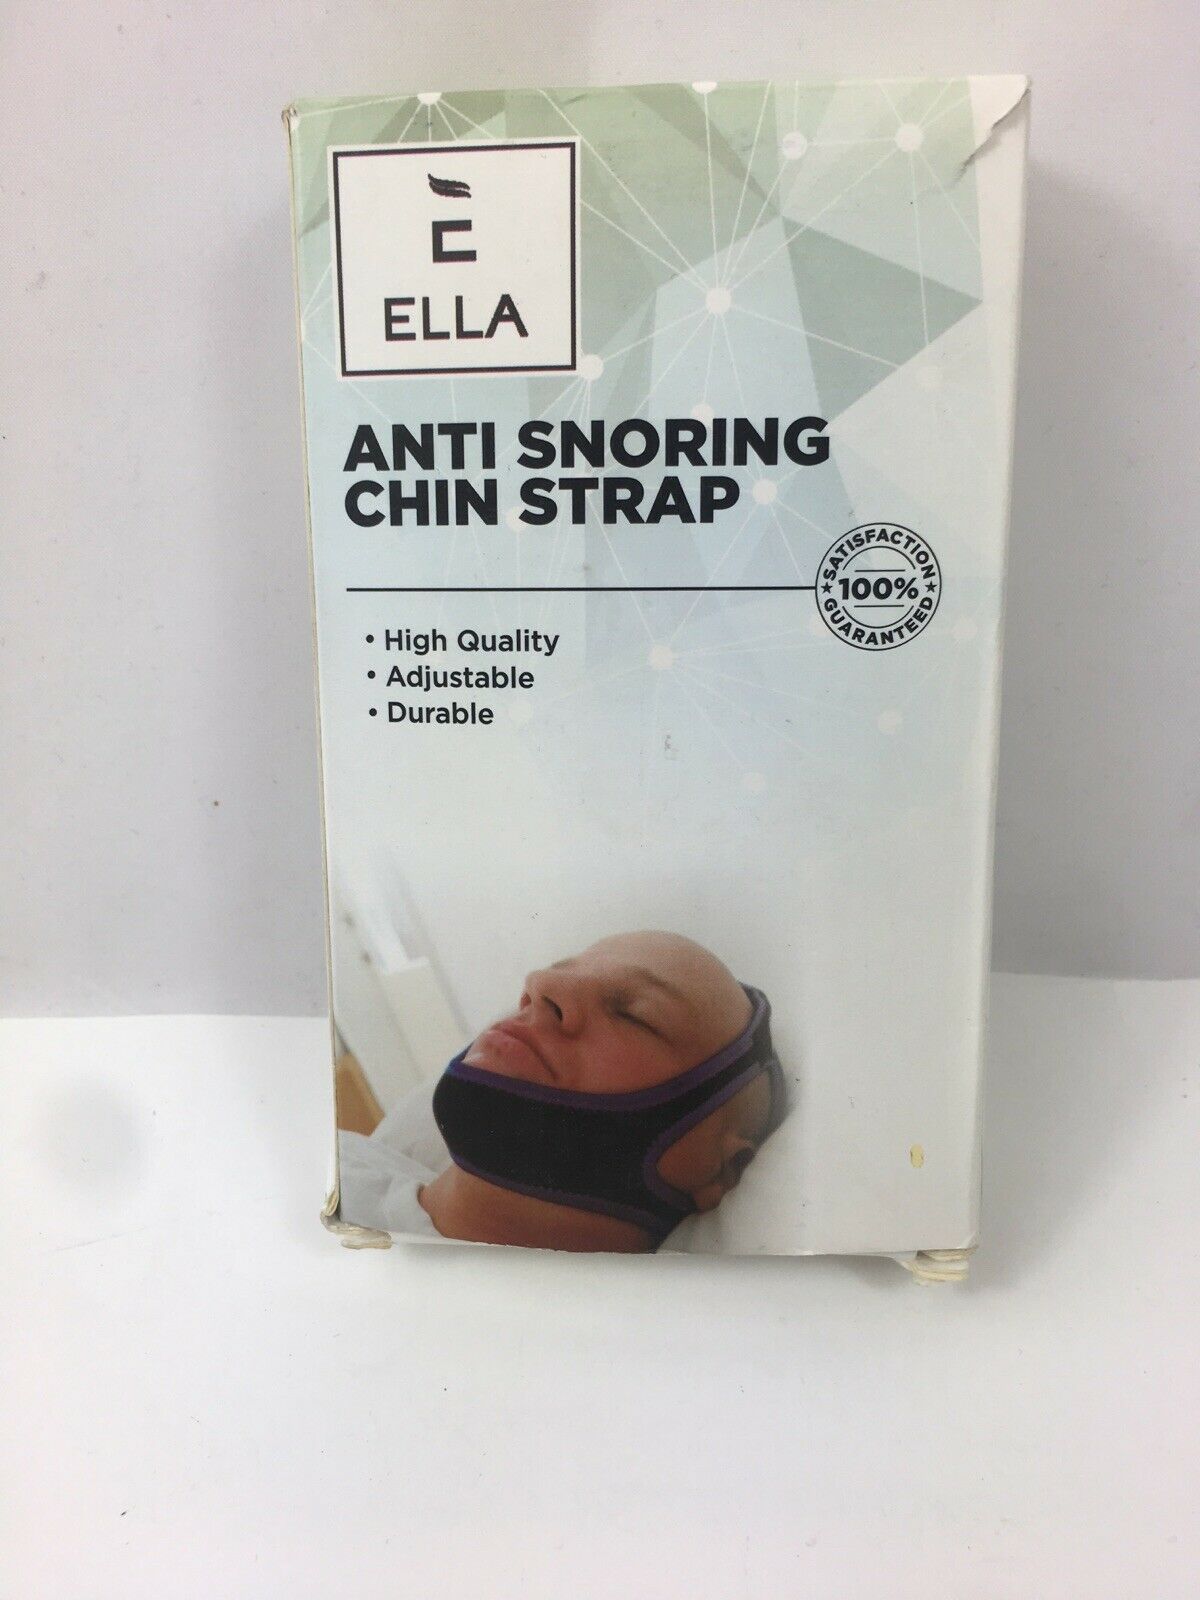 ELLA
ANTI SNORING
CHIN STRAP
SATISFACTION
100%
GUARANTEED
• High Quality
• Adjustable
• Durable